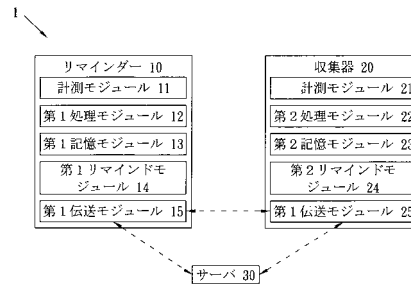 1
リマインダー 10
計測モジュール 11
第1処理モジュール 12
第1記憶モジュール 13
第1リマインドモ
ジュール 14
第1伝送モジュール 15
収集器 20
計測モジュール 21
第2処理モジュール 22
第2記憶モジュール 23
第2リマインドモ
ジュール 24
第1伝送モジュール 25
サーバ 30